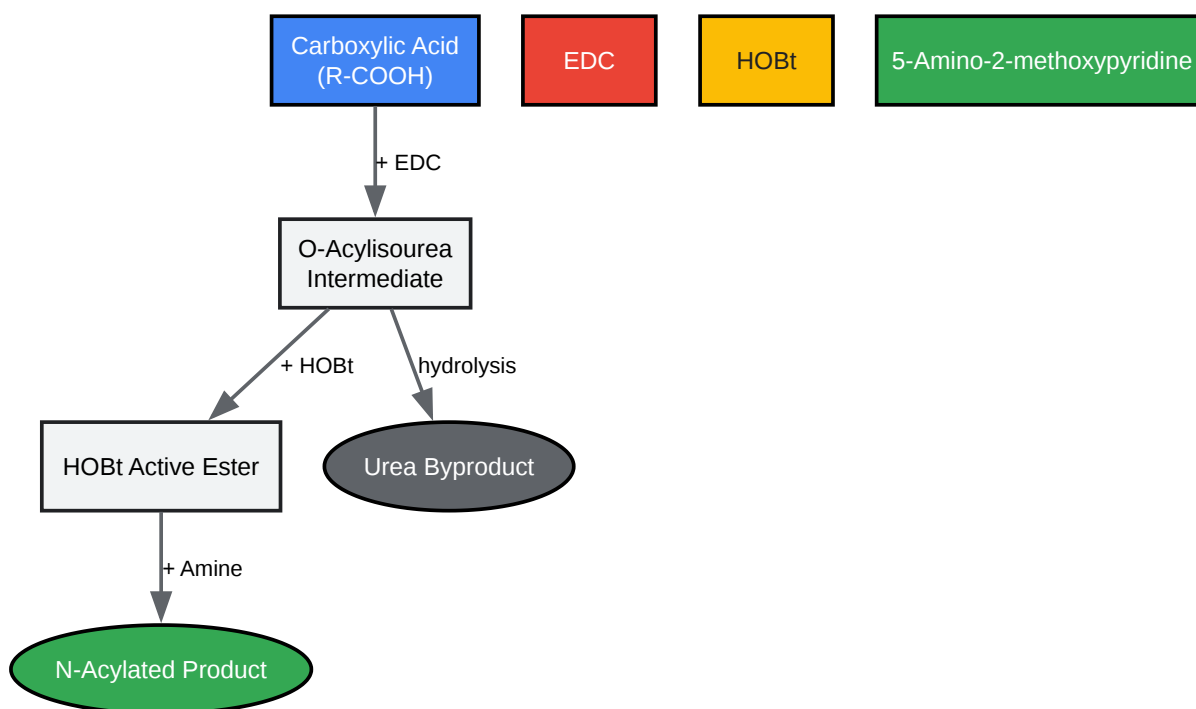 Carboxylic Acid
(R-COOH)
EDC
HOBt
5-Amino-2-methoxypyridine
+ EDC
O-Acylisourea
Intermediate
+ HOBt
hydrolysis
HOBt Active Ester
Urea Byproduct
+ Amine
N-Acylated Product